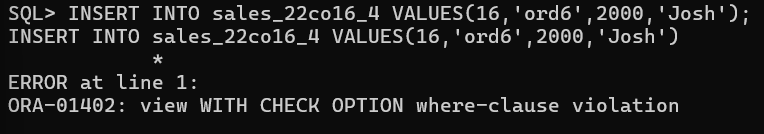 SQL> INSERT INTO sales_22co16_4 VALUES(16,'ord6',2000,'Josh');
INSERT INTO sales_22co16_4 VALUES(16,'ord6',2000,'Josh')
            *
ERROR at line 1:
ORA-01402: view WITH CHECK OPTION where-clause violation